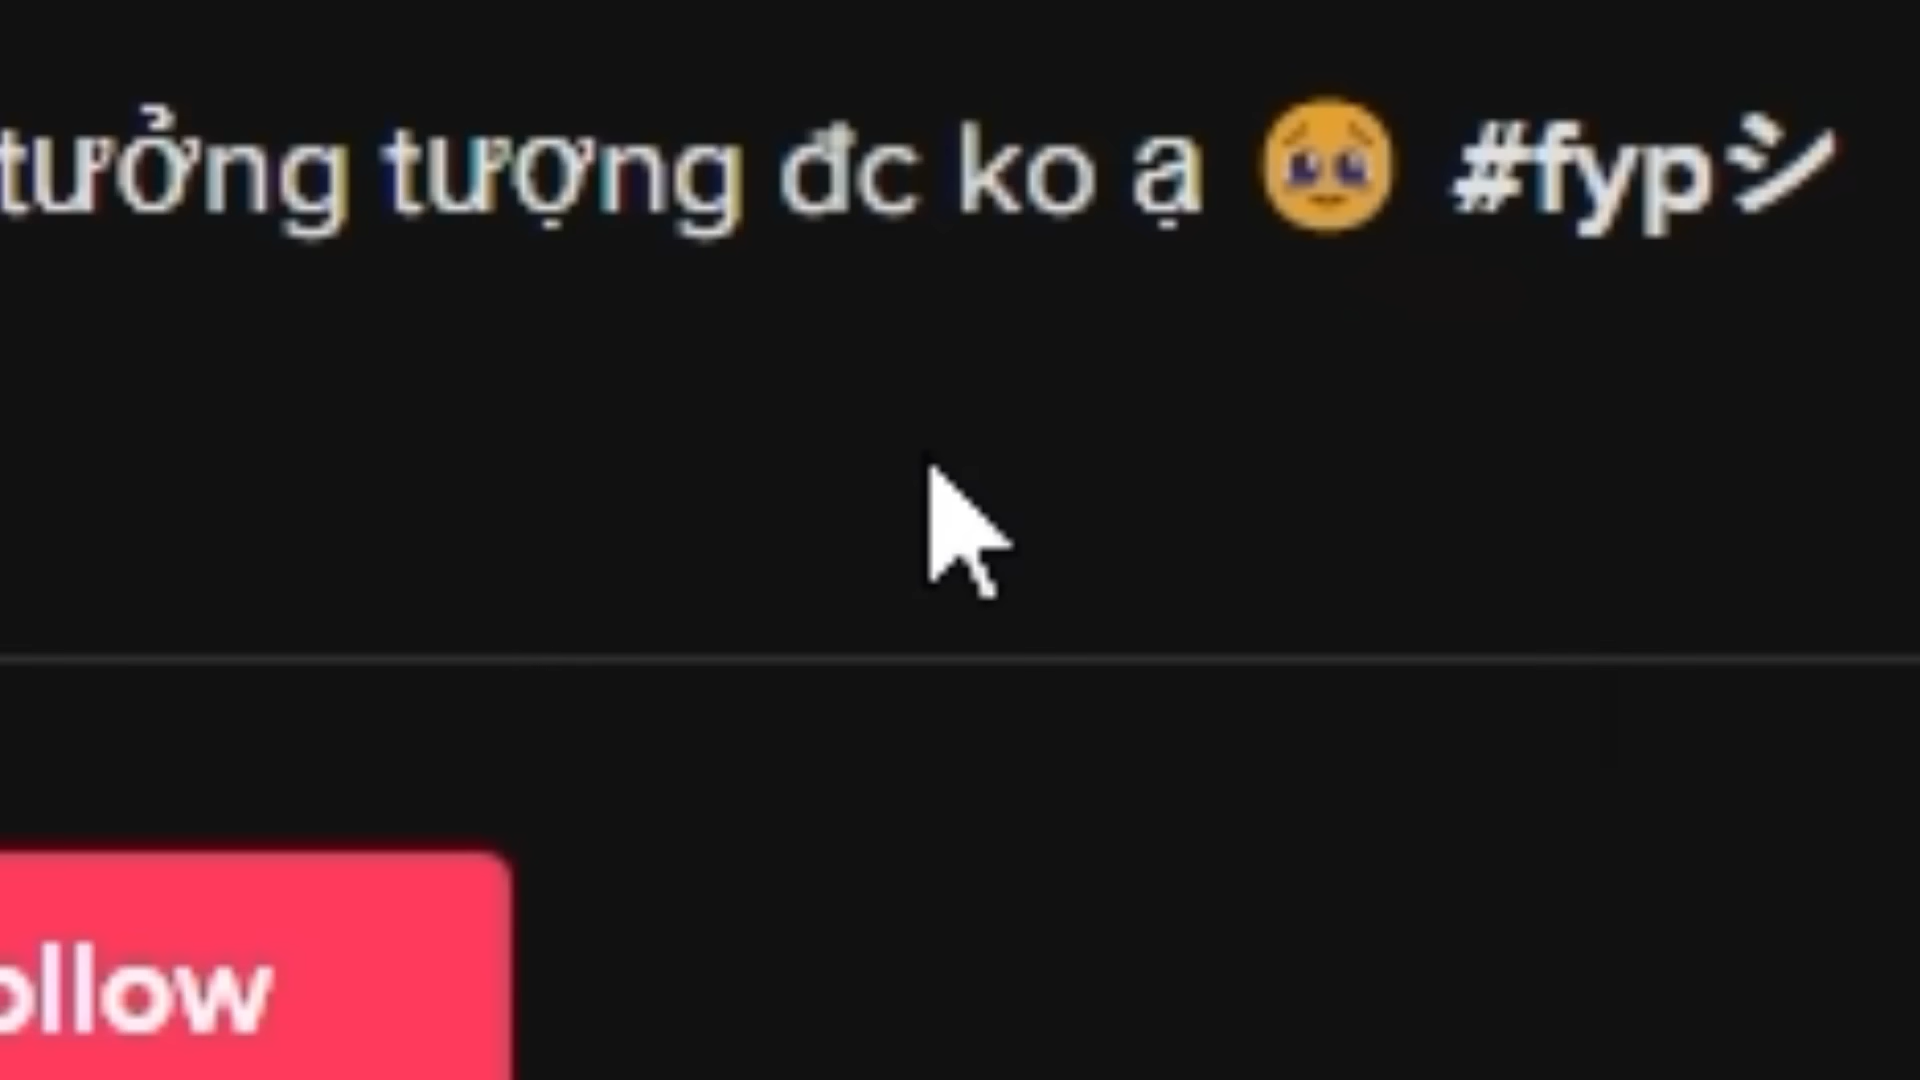 tưởng tượng đc ko ạ 🥹 #fypシ
ollow